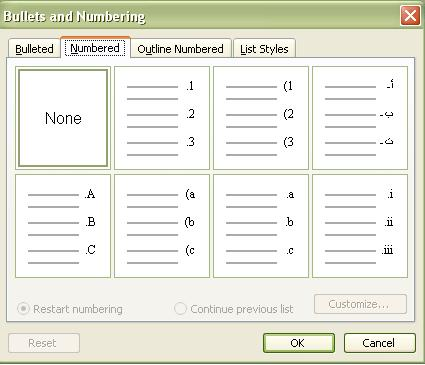 Bullets and Numbering
Bulleted
Numbered
Outline Numbered
List Styles
None
.1
.2
.3
(1
(2
(3
أ-
ب-
ت-
.A
.B
.C
(a
(b
(c
.a
.b
.c
.i
.ii
.iii
Restart numbering
Continue previous list
Customize...
Reset
OK
Cancel